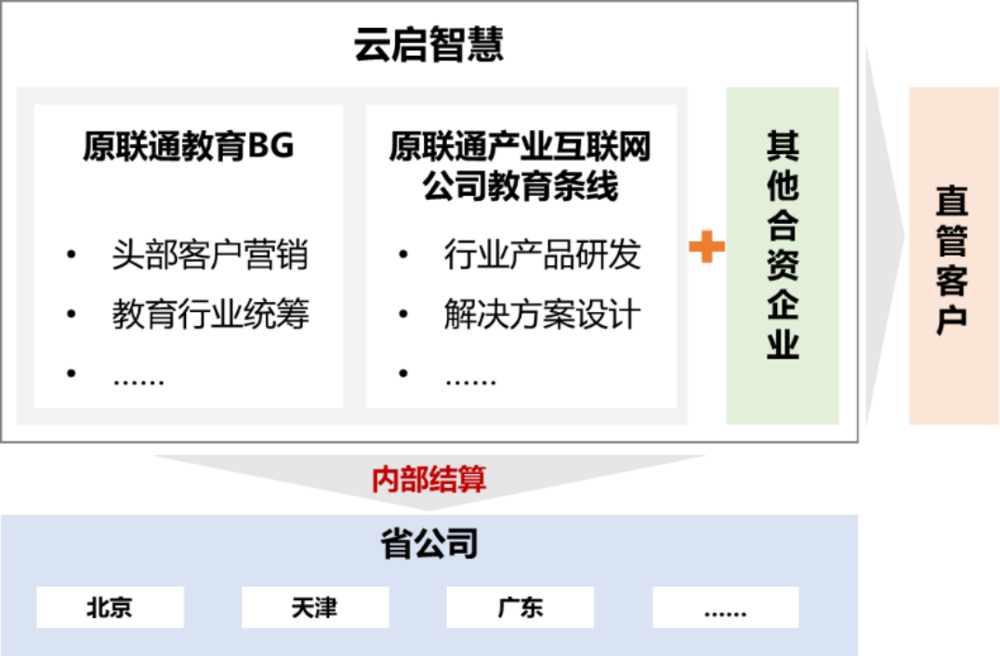 云启智慧
原联通教育BG
• 头部客户营销
• 教育行业统筹
• ......
原联通产业互联网
公司教育条线
• 行业产品研发
• 解决方案设计
• ......
其他合资企业
直管客户
内部结算
省公司
北京
天津
广东
......